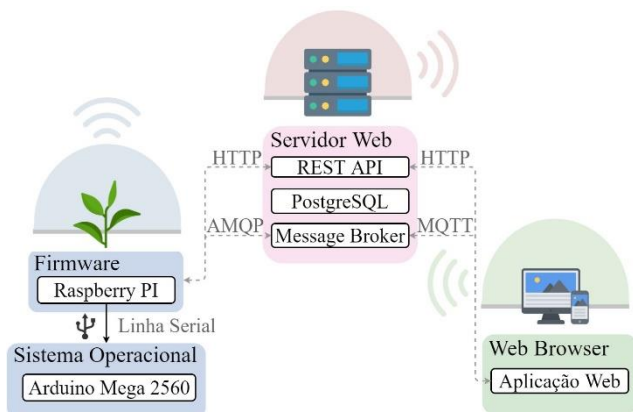 Servidor Web
HTTP
REST API
HTTP
PostgreSQL
AMQP
Message Broker
MQTT
Firmware
Raspberry PI
Linha Serial
Sistema Operacional
Arduino Mega 2560
Web Browser
Aplicação Web